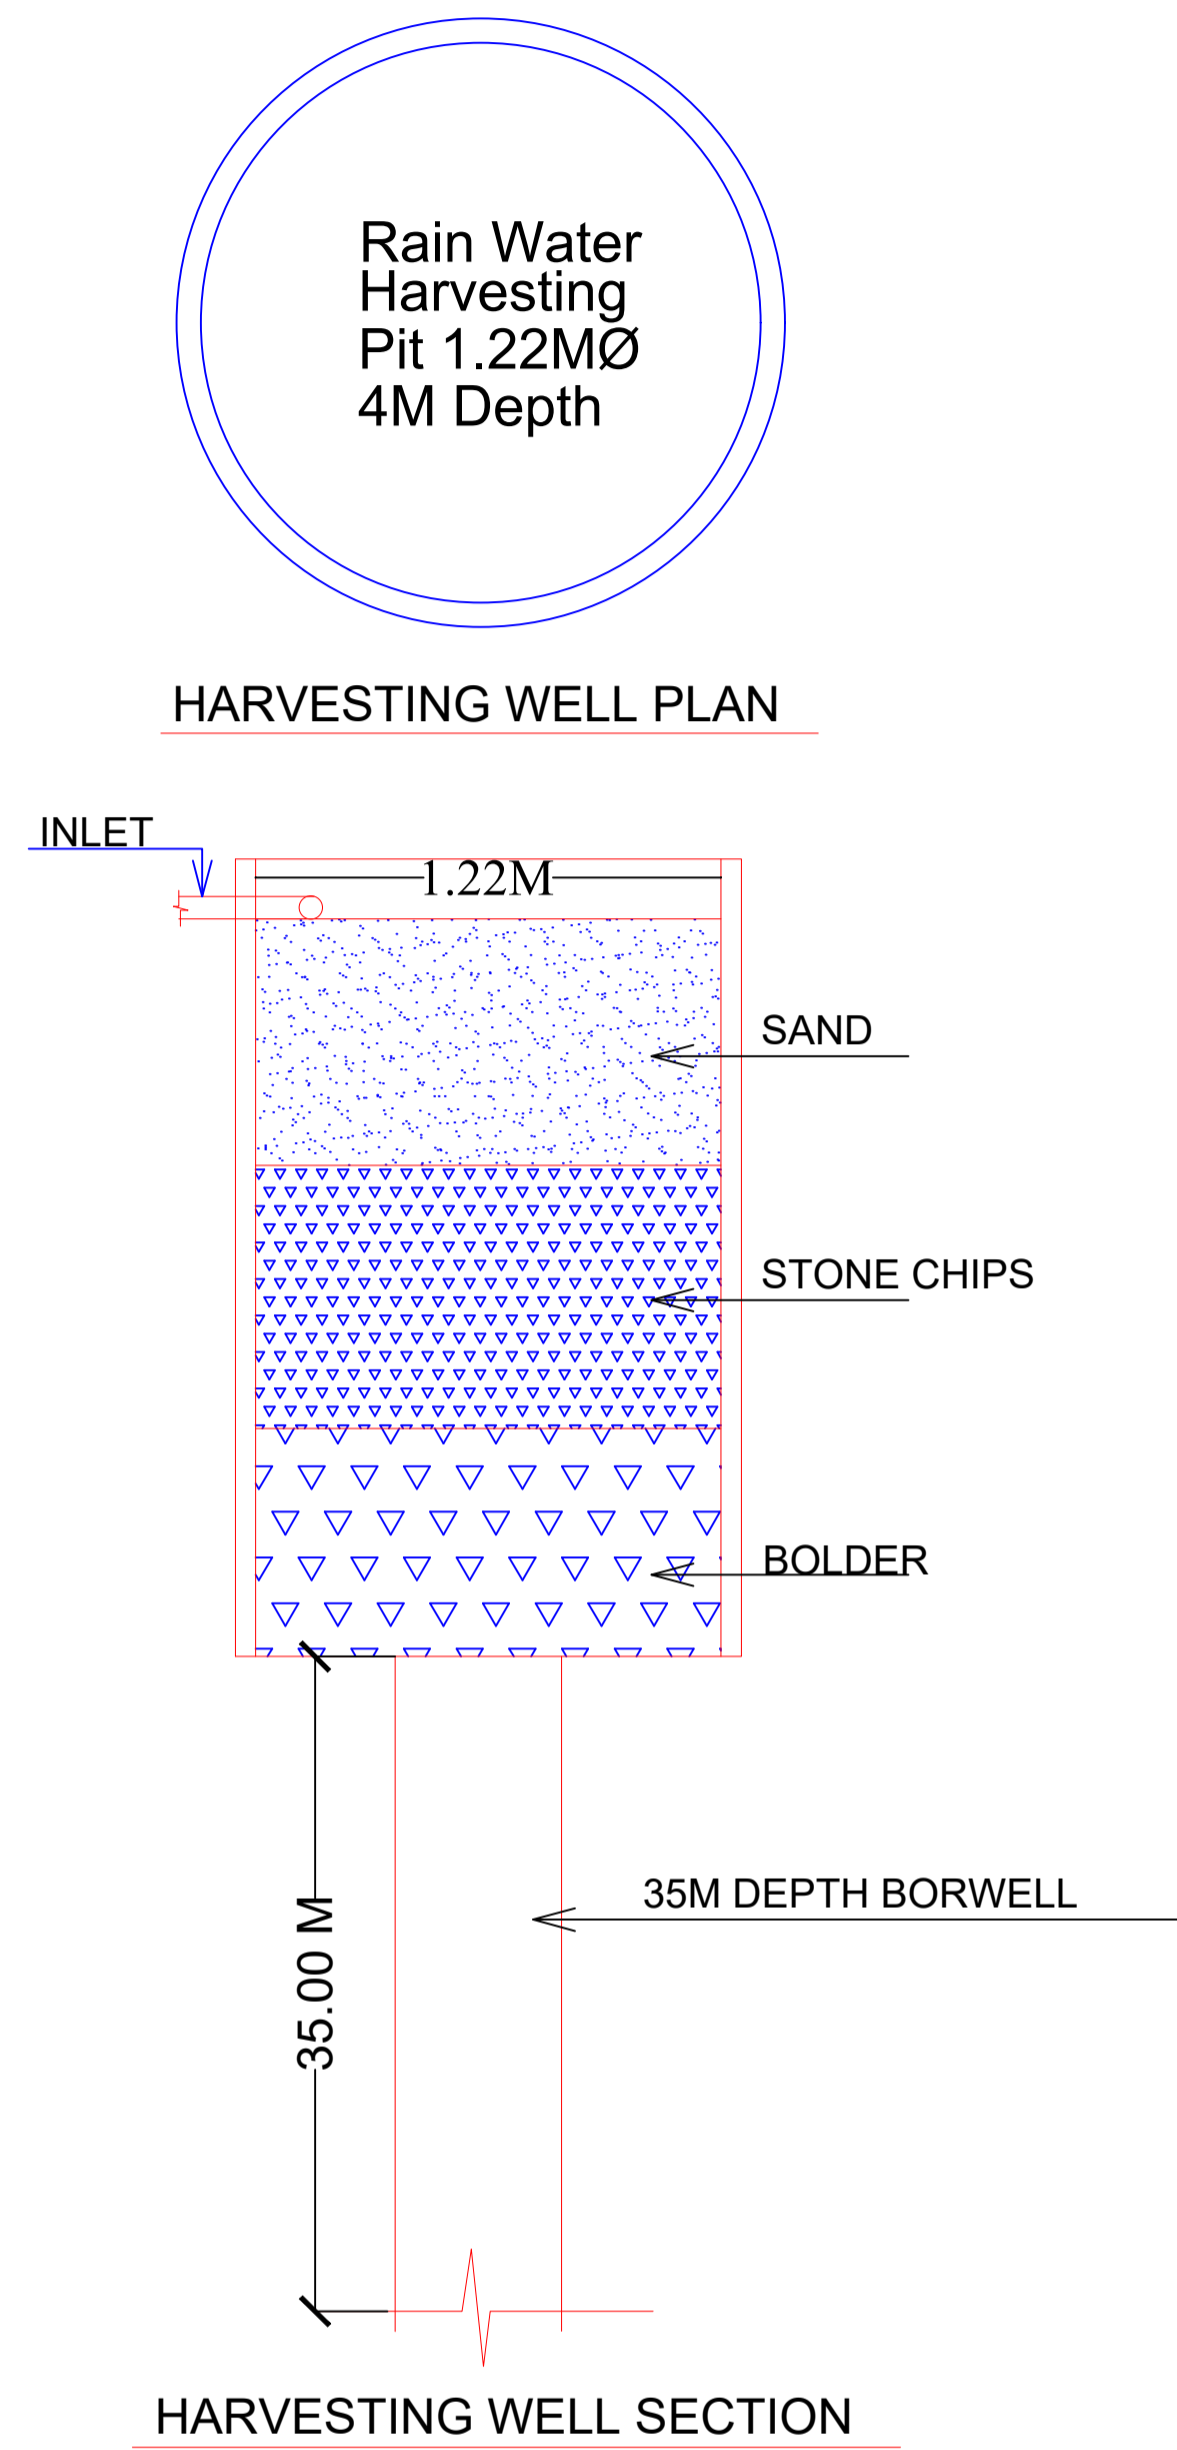 Rain Water
Harvesting
Pit 1.22MØ
4M Depth
HARVESTING WELL PLAN
INLET
1.22M
SAND
STONE CHIPS
BOLDER
35M DEPTH BORWELL
35.00 M
HARVESTING WELL SECTION